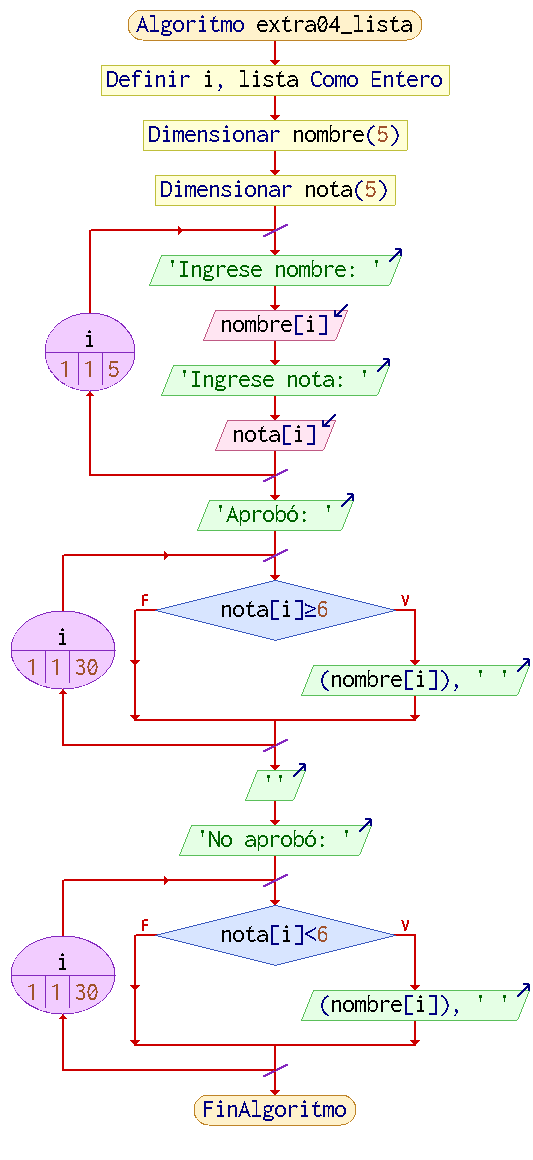 Algoritmo extra04_lista
Definir i, lista Como Entero
Dimensionar nombre(5)
Dimensionar nota(5)
'Ingrese nombre: '
nombre[i]
i
1 1 5
'Ingrese nota: '
nota[i]
'Aprobó: '
F
nota[i]≥6
V
i
1 1 30
(nombre[i]), ' '
''
'No aprobó: '
F
nota[i]<6
V
i
1 1 30
(nombre[i]), ' '
FinAlgoritmo